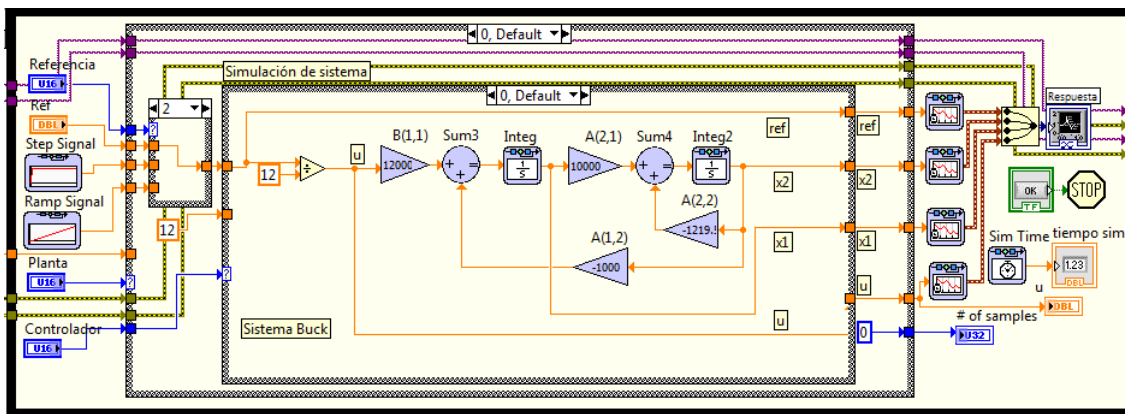 0, Default
Referencia
U16
Simulación de sistema
Respuesta
2
0, Default
Ref
DBL
B(1,1)
Sum3
Integ
A(2,1)
Sum4
Integ2
ref
ref
Step Signal
u
12000
1
S
10000
1
S
12
x2
x2
OK
TF
STOP
Ramp Signal
A(2,2)
12
-1219.
x1
x1
Sim Time
tiempo sim
A(1,2)
1.23
DBL
Planta
-1000
U16
u
u
DBL
Controlador
Sistema Buck
u
# of samples
U16
0
U32